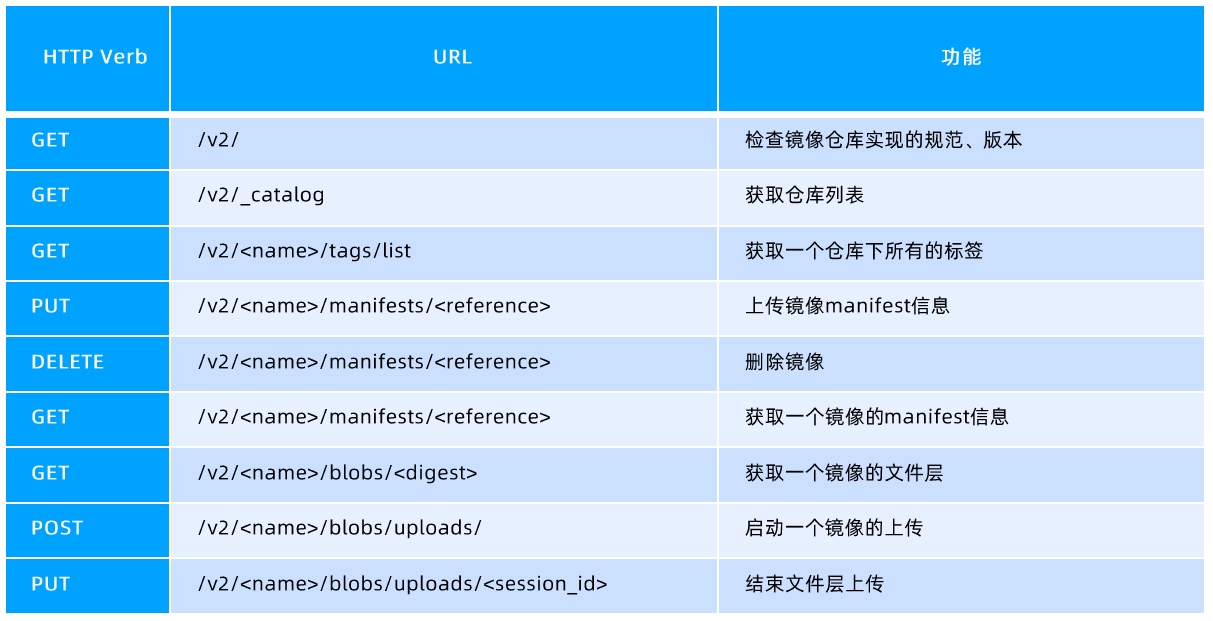 HTTP Verb URL 功能
GET /v2/ 检查镜像仓库实现的规范、版本
GET /v2/_catalog 获取仓库列表
GET /v2/<name>/tags/list 获取一个仓库下所有的标签
PUT /v2/<name>/manifests/<reference> 上传镜像manifest信息
DELETE /v2/<name>/manifests/<reference> 删除镜像
GET /v2/<name>/manifests/<reference> 获取一个镜像的manifest信息
GET /v2/<name>/blobs/<digest> 获取一个镜像的文件层
POST /v2/<name>/blobs/uploads/ 启动一个镜像的上传
PUT /v2/<name>/blobs/uploads/<session_id> 结束文件层上传